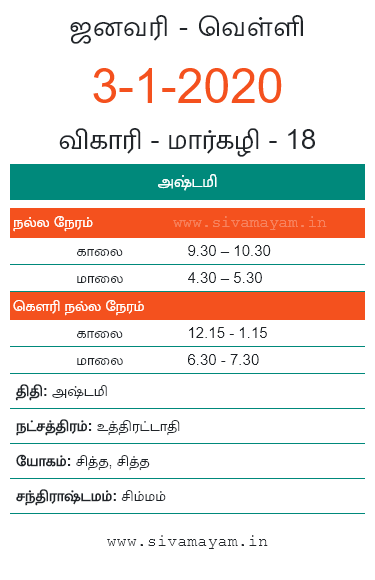 ஜனவரி - வெள்ளி
3-1-2020
விகாரி - மார்கழி - 18
அஷ்டமி
நல்ல நேரம் www.sivamayam.in
காலை 9.30 – 10.30
மாலை 4.30 – 5.30
கௌரி நல்ல நேரம்
காலை 12.15 - 1.15
மாலை 6.30 - 7.30
திதி: அஷ்டமி
நட்சத்திரம்: உத்திரட்டாதி
யோகம்: சித்த, சித்த
சந்திராஷ்டமம்: சிம்மம்
www.sivamayam.in